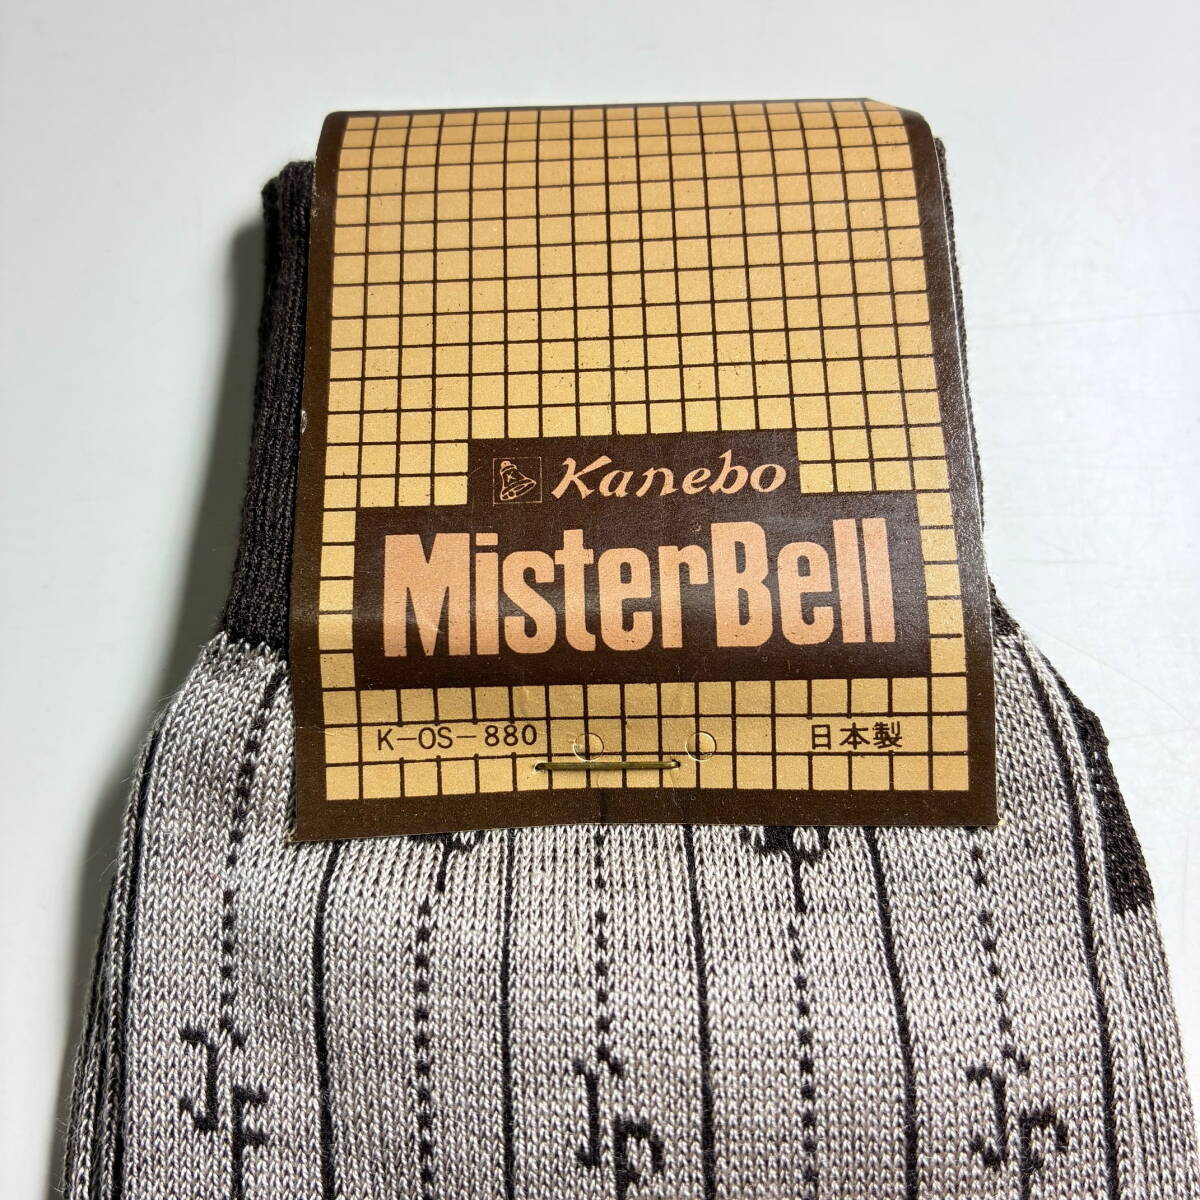 Kanebo
MisterBell
K-OS-880 日本製